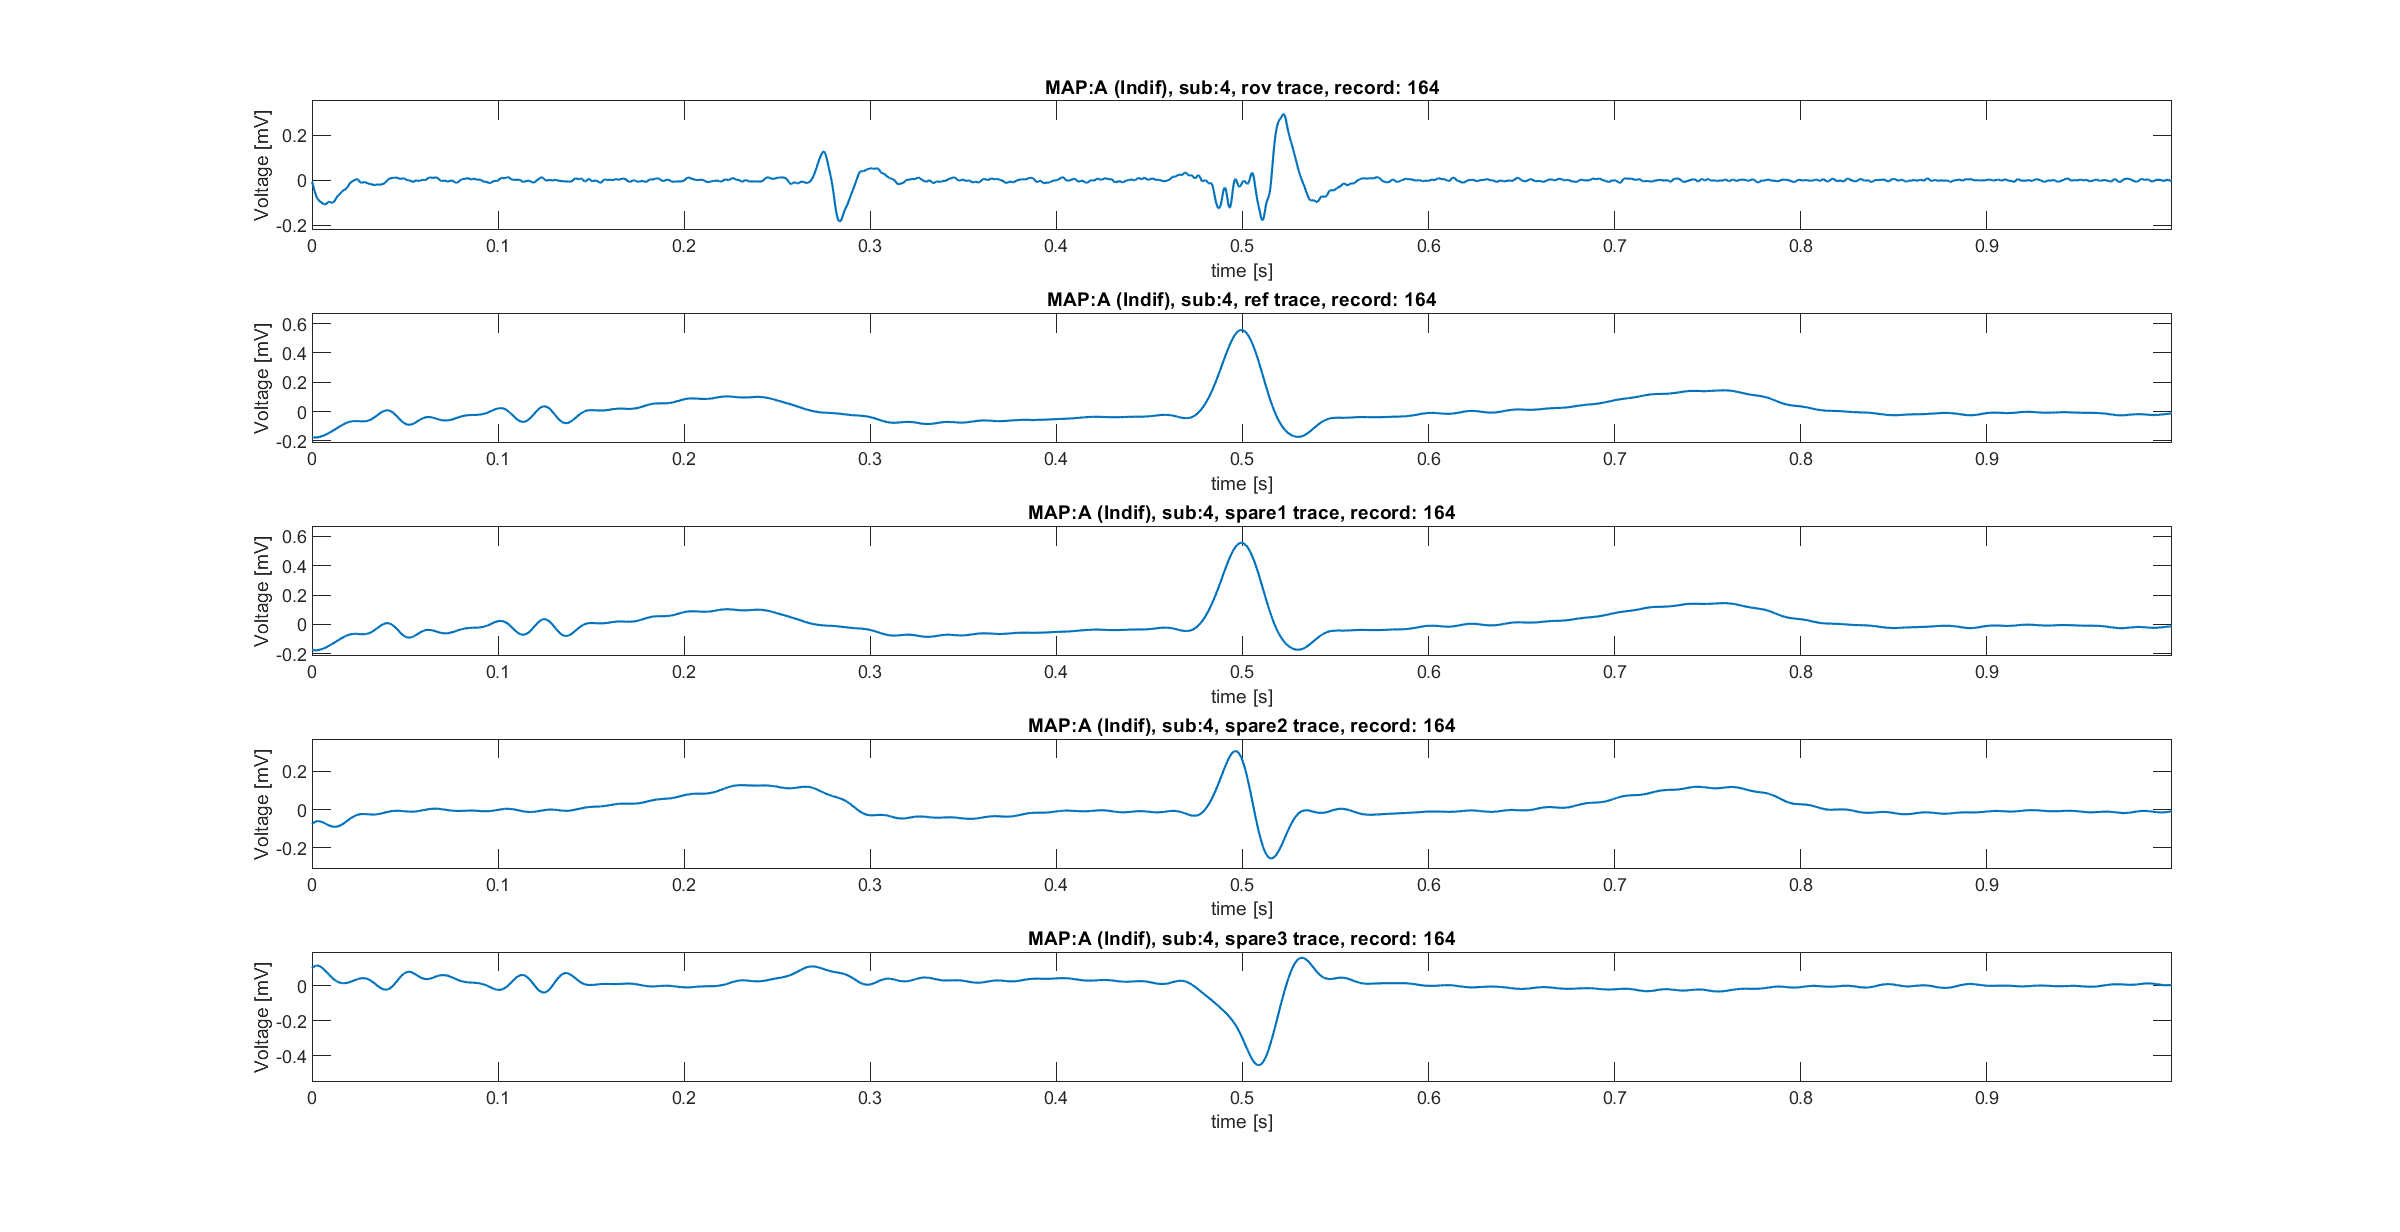 MAP:A (Indif), sub:4, rov trace, record: 164
Voltage [mV]
0.2
0
-0.2
0 0.1 0.2 0.3 0.4 0.5 0.6 0.7 0.8 0.9
time [s]
MAP:A (Indif), sub:4, ref trace, record: 164
Voltage [mV]
0.6
0.4
0.2
0
-0.2
0 0.1 0.2 0.3 0.4 0.5 0.6 0.7 0.8 0.9
time [s]
MAP:A (Indif), sub:4, spare1 trace, record: 164
Voltage [mV]
0.6
0.4
0.2
0
-0.2
0 0.1 0.2 0.3 0.4 0.5 0.6 0.7 0.8 0.9
time [s]
MAP:A (Indif), sub:4, spare2 trace, record: 164
Voltage [mV]
0.2
0
-0.2
0 0.1 0.2 0.3 0.4 0.5 0.6 0.7 0.8 0.9
time [s]
MAP:A (Indif), sub:4, spare3 trace, record: 164
Voltage [mV]
0
-0.2
-0.4
0 0.1 0.2 0.3 0.4 0.5 0.6 0.7 0.8 0.9
time [s]